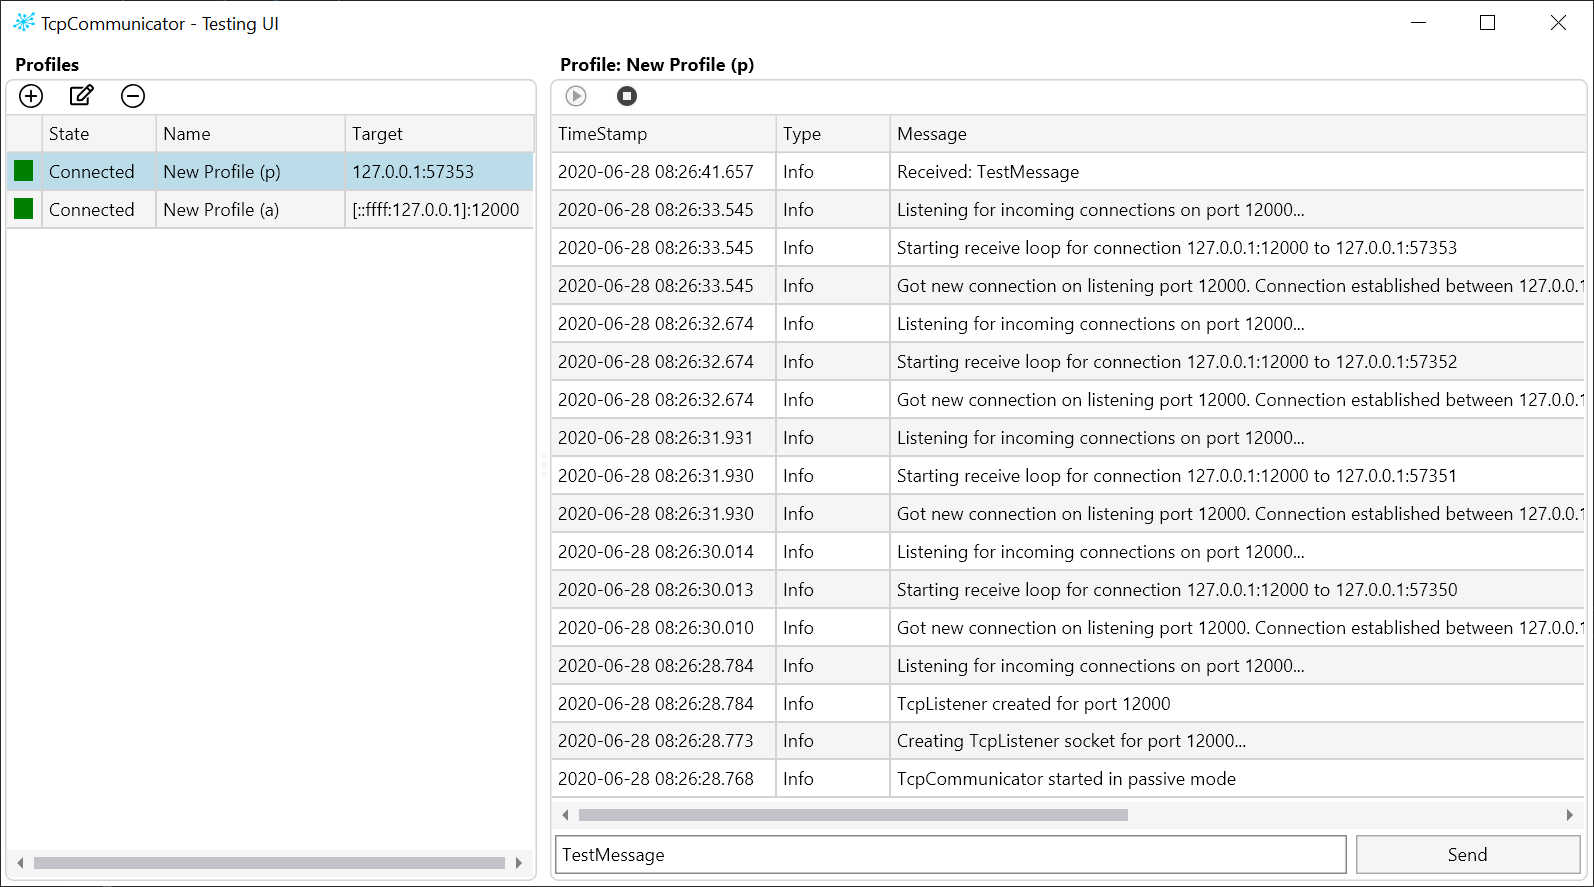 TcpCommunicator - Testing UI
Profiles
State Name Target
Connected New Profile (p) 127.0.0.1:57353
Connected New Profile (a) [::ffff:127.0.0.1]:12000
Profile: New Profile (p)
TimeStamp Type Message
2020-06-28 08:26:41.657 Info Received: TestMessage
2020-06-28 08:26:33.545 Info Listening for incoming connections on port 12000...
2020-06-28 08:26:33.545 Info Starting receive loop for connection 127.0.0.1:12000 to 127.0.0.1:57353
2020-06-28 08:26:33.545 Info Got new connection on listening port 12000. Connection established between 127.0.0.1
2020-06-28 08:26:32.674 Info Listening for incoming connections on port 12000...
2020-06-28 08:26:32.674 Info Starting receive loop for connection 127.0.0.1:12000 to 127.0.0.1:57352
2020-06-28 08:26:32.674 Info Got new connection on listening port 12000. Connection established between 127.0.0.1
2020-06-28 08:26:31.931 Info Listening for incoming connections on port 12000...
2020-06-28 08:26:31.930 Info Starting receive loop for connection 127.0.0.1:12000 to 127.0.0.1:57351
2020-06-28 08:26:31.930 Info Got new connection on listening port 12000. Connection established between 127.0.0.1
2020-06-28 08:26:30.014 Info Listening for incoming connections on port 12000...
2020-06-28 08:26:30.013 Info Starting receive loop for connection 127.0.0.1:12000 to 127.0.0.1:57350
2020-06-28 08:26:30.010 Info Got new connection on listening port 12000. Connection established between 127.0.0.1
2020-06-28 08:26:28.784 Info Listening for incoming connections on port 12000...
2020-06-28 08:26:28.784 Info TcpListener created for port 12000
2020-06-28 08:26:28.773 Info Creating TcpListener socket for port 12000...
2020-06-28 08:26:28.768 Info TcpCommunicator started in passive mode
TestMessage
Send